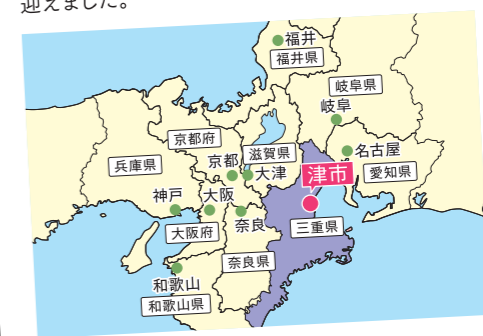 迎えました。
福井
福井県
岐阜県
岐阜
京都府
滋賀県
名古屋
兵庫県
京都
大津
津市
愛知県
神戸
大阪
奈良
大阪府
三重県
奈良県
和歌山
和歌山県